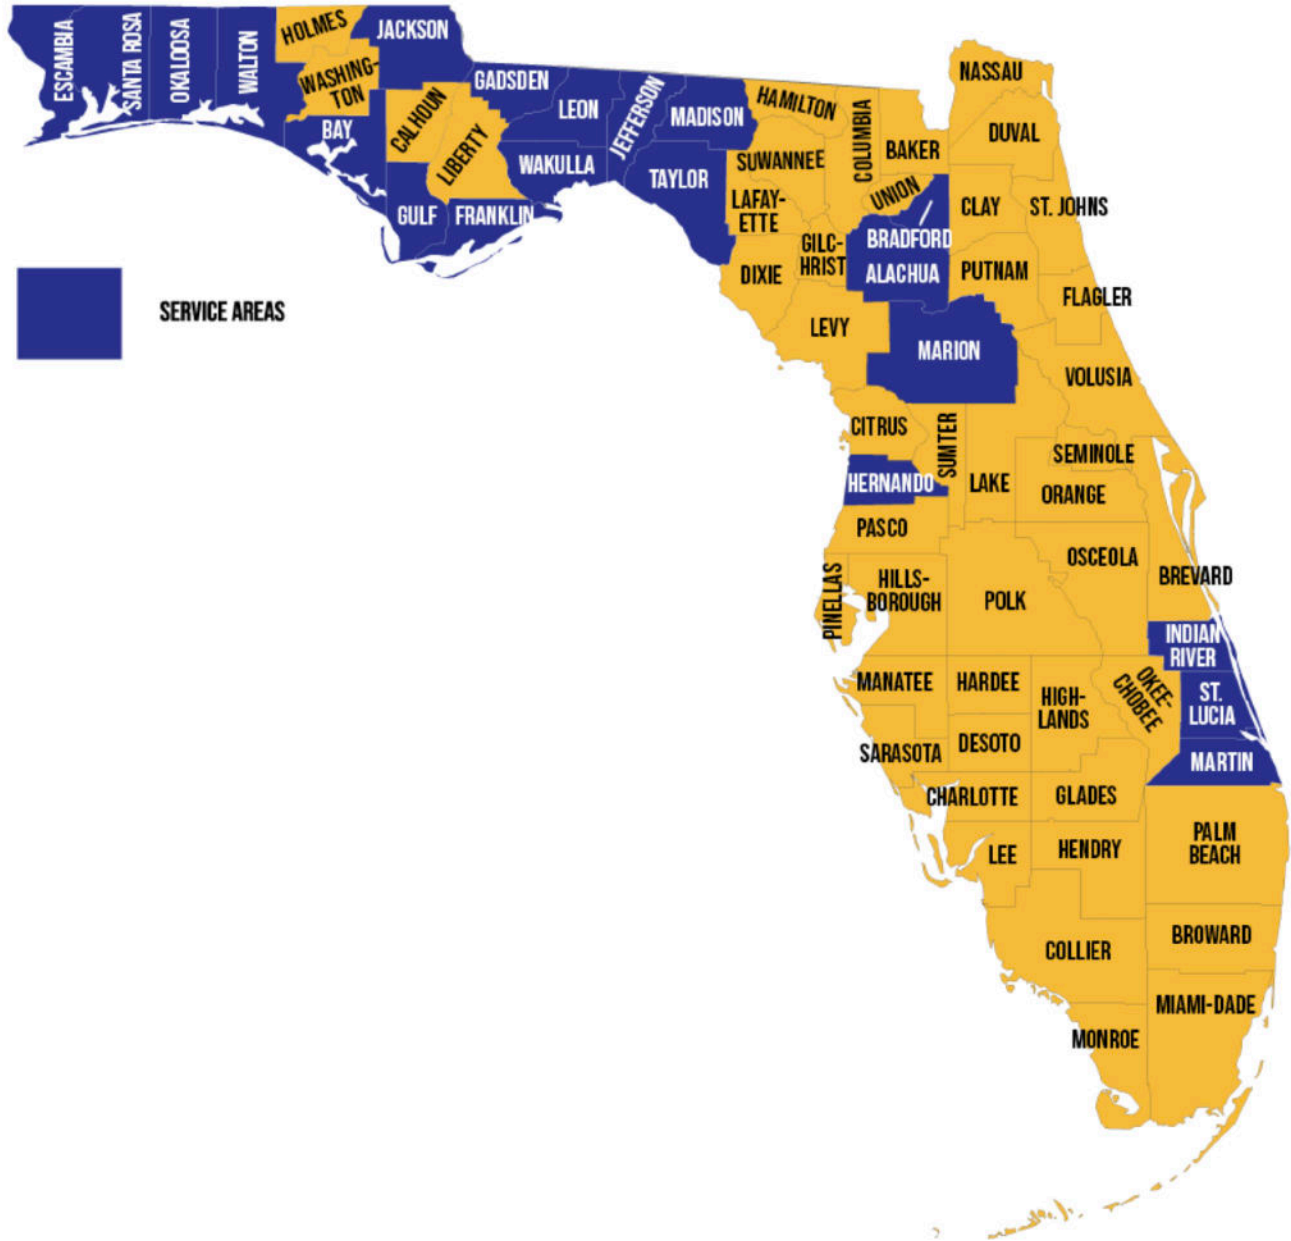 ESCAMBIA
SANTA ROSA
OKALOOSA
WALTON
HOLMES
WASHING-
TON
JACKSON
BAY
CALHOUN
LIBERTY
GULF
FRANKLIN
GADSDEN
LEON
WAKULLA
JEFFERSON
MADISON
TAYLOR
HAMILTON
SUWANNEE
LAFAY-
ETTE
DIXIE
COLUMBIA
GILC-
HRIST
LEVY
BAKER
UNION
BRADFORD
ALACHUA
NASSAU
DUVAL
CLAY
ST. JOHNS
PUTNAM
FLAGLER
SERVICE AREAS
MARION
VOLUSIA
CITRUS
SUMTER
HERNANDO
LAKE
SEMINOLE
ORANGE
PASCO
OSCEOLA
BREVARD
PINELLAS
HILLS-
BOROUGH
POLK
INDIAN
RIVER
MANATEE
HARDEE
HIGH-
LANDS
OKEE-
CHOBEE
ST.
LUCIA
SARASOTA
DESOTO
MARTIN
CHARLOTTE
GLADES
LEE
HENDRY
PALM
BEACH
COLLIER
BROWARD
MIAMI-DADE
MONROE